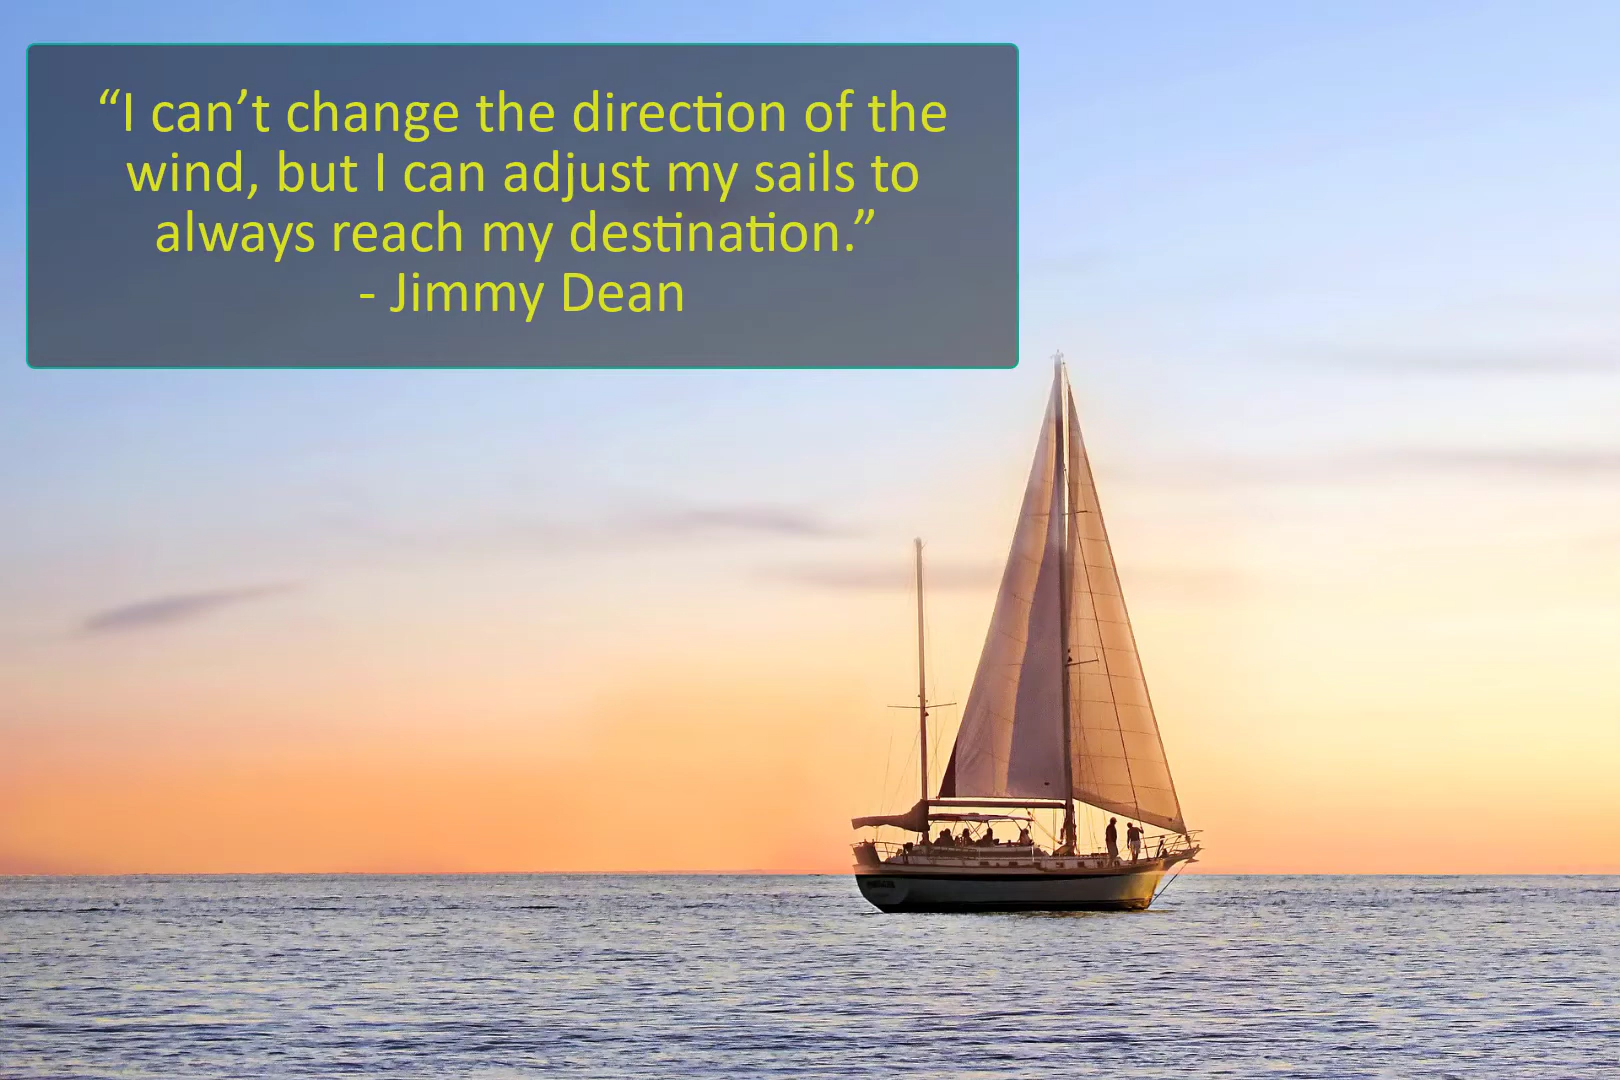 “I can’t change the direction of the
wind, but I can adjust my sails to
always reach my destination.”
- Jimmy Dean